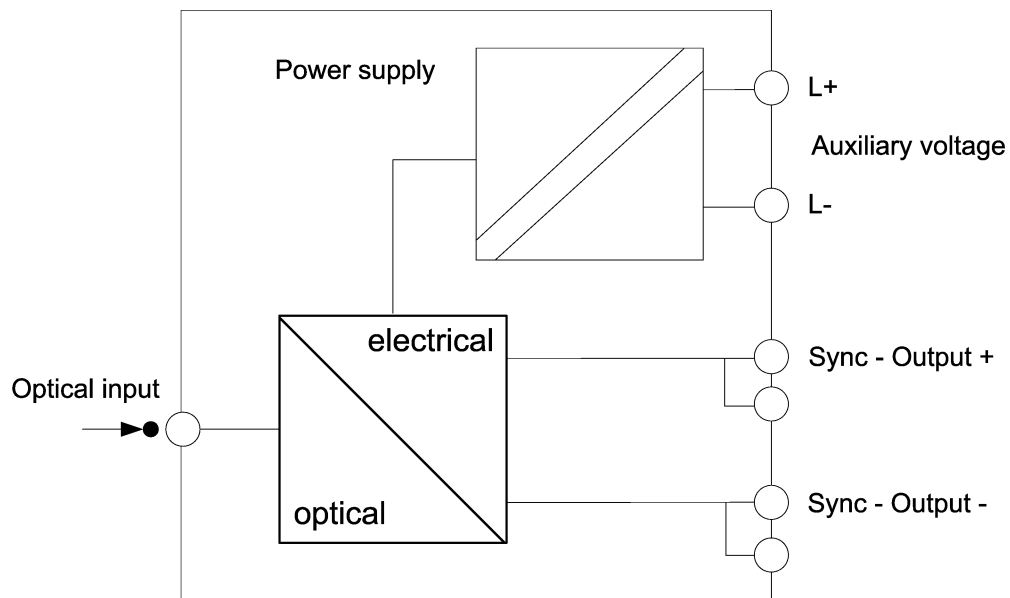 Power supply
L+
Auxiliary voltage
L-
electrical
Sync - Output +
Optical input
optical
Sync - Output -